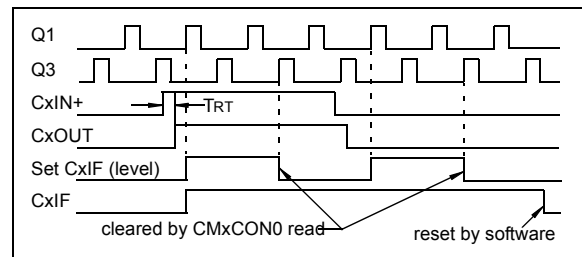 Q1
Q3
CxIN+
TRT
CxOUT
Set CxIF (level)
CxIF
cleared by CMxCON0 read
reset by software